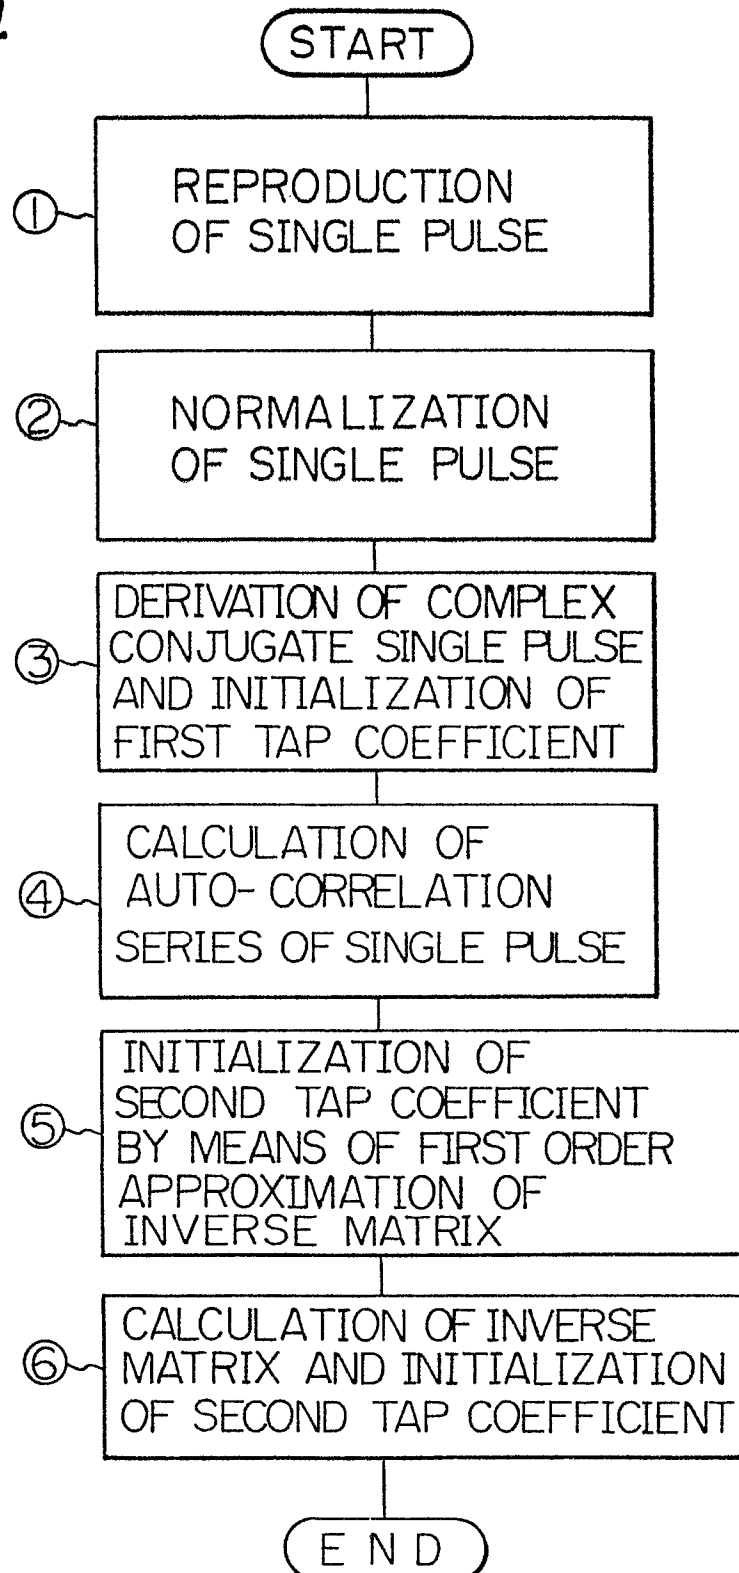 START
①
REPRODUCTION
OF SINGLE PULSE
②
NORMALIZATION
OF SINGLE PULSE
③
DERIVATION OF COMPLEX
CONJUGATE SINGLE PULSE
AND INITIALIZATION OF
FIRST TAP COEFFICIENT
④
CALCULATION OF
AUTO-CORRELATION
SERIES OF SINGLE PULSE
⑤
INITIALIZATION OF
SECOND TAP COEFFICIENT
BY MEANS OF FIRST ORDER
APPROXIMATION OF
INVERSE MATRIX
⑥
CALCULATION OF INVERSE
MATRIX AND INITIALIZATION
OF SECOND TAP COEFFICIENT
END